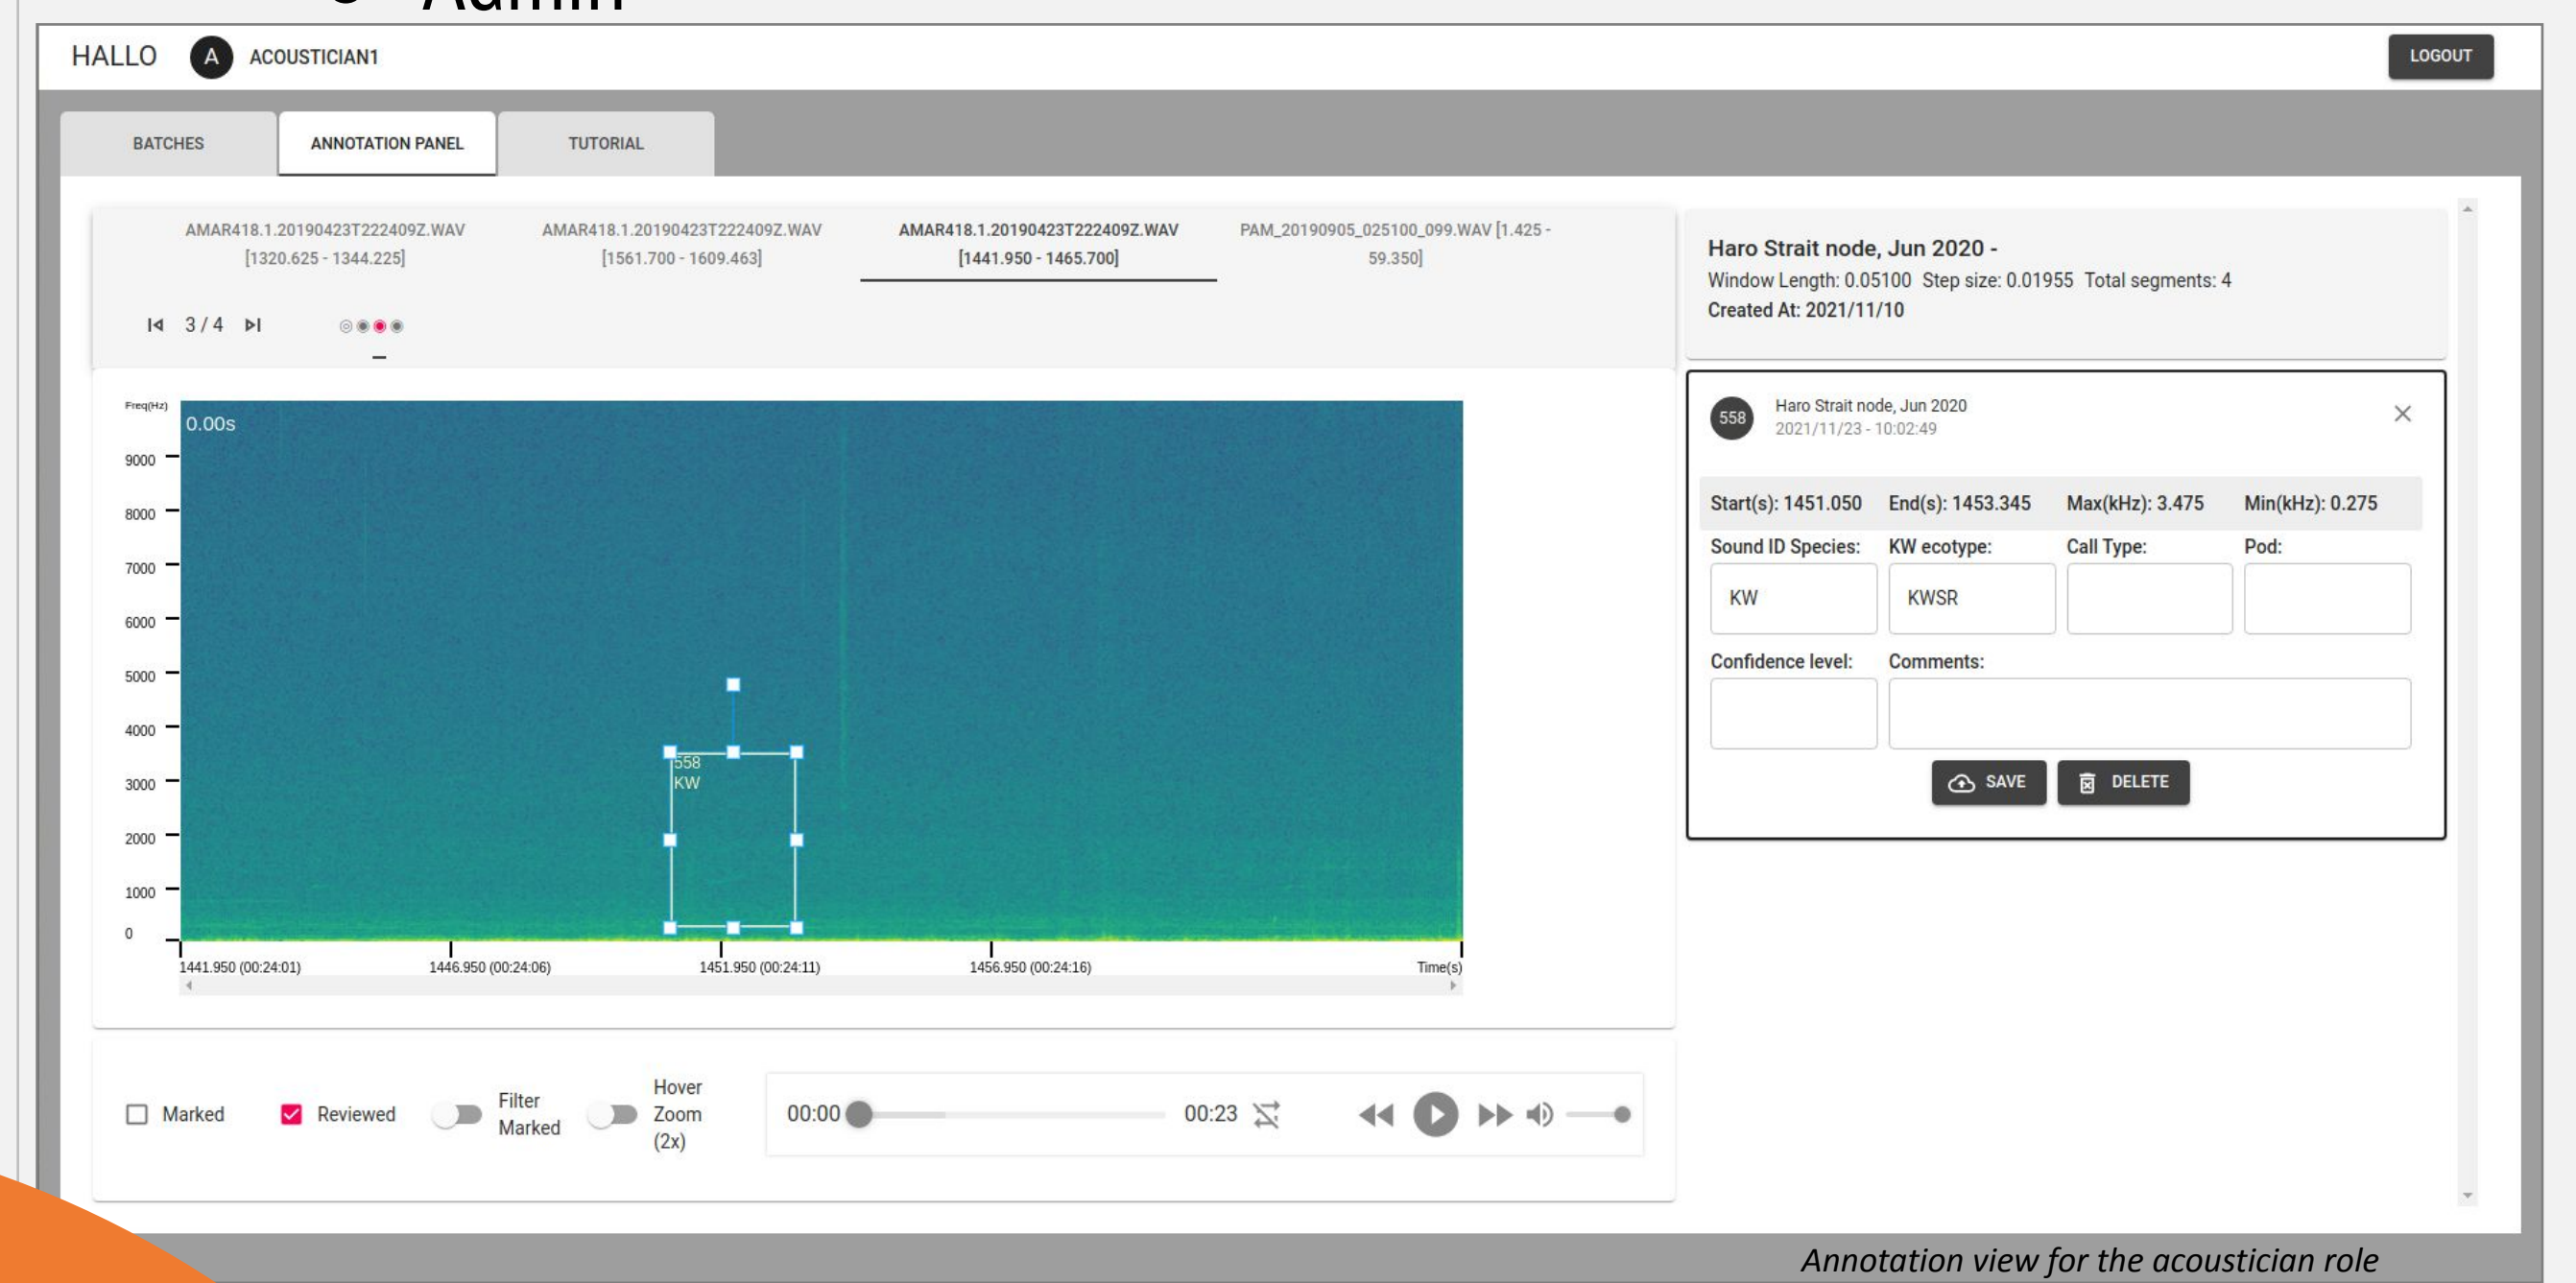 Admin
HALLO A ACOUSTICIAN1 LOGOUT
BATCHES ANNOTATION PANEL TUTORIAL
AMAR418.1.20190423T222409Z.WAV
[1320.625 - 1344.225]
AMAR418.1.20190423T222409Z.WAV
[1561.700 - 1609.463]
AMAR418.1.20190423T222409Z.WAV
[1441.950 - 1465.700]
PAM_20190905_025100_099.WAV [1.425 -
59.350]
3 / 4
Haro Strait node, Jun 2020 -
Window Length: 0.05100 Step size: 0.01955 Total segments: 4
Created At: 2021/11/10
Freq(Hz)
0.00s
9000
8000
7000
6000
5000
4000
3000
2000
1000
0
558
KW
1441.950 (00:24:01) 1446.950 (00:24:06) 1451.950 (00:24:11) 1456.950 (00:24:16) Time(s)
558
Haro Strait node, Jun 2020
2021/11/23 - 10:02:49
Start(s): 1451.050 End(s): 1453.345 Max(kHz): 3.475 Min(kHz): 0.275
Sound ID Species: KW ecotype: Call Type: Pod:
KW KWSR
Confidence level: Comments:
SAVE DELETE
Marked
Reviewed
Filter
Marked
Hover
Zoom
(2x)
00:00 00:23
Annotation view for the acoustician role